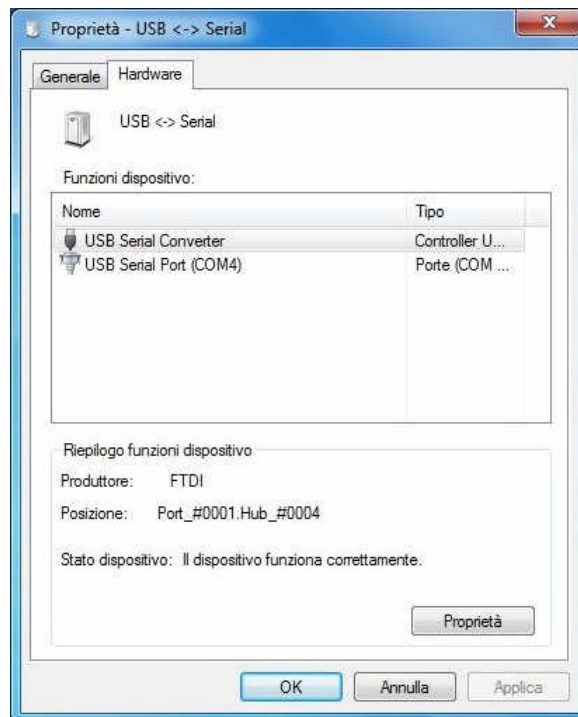 Proprietà - USB <-> Serial
Generale Hardware
USB <-> Serial
Funzioni dispositivo:
Nome Tipo
USB Serial Converter Controller U...
USB Serial Port (COM4) Porte (COM ...
Riepilogo funzioni dispositivo
Produttore: FTDI
Posizione: Port_#0001.Hub_#0004
Stato dispositivo: Il dispositivo funziona correttamente.
Proprietà
OK Annulla Applica